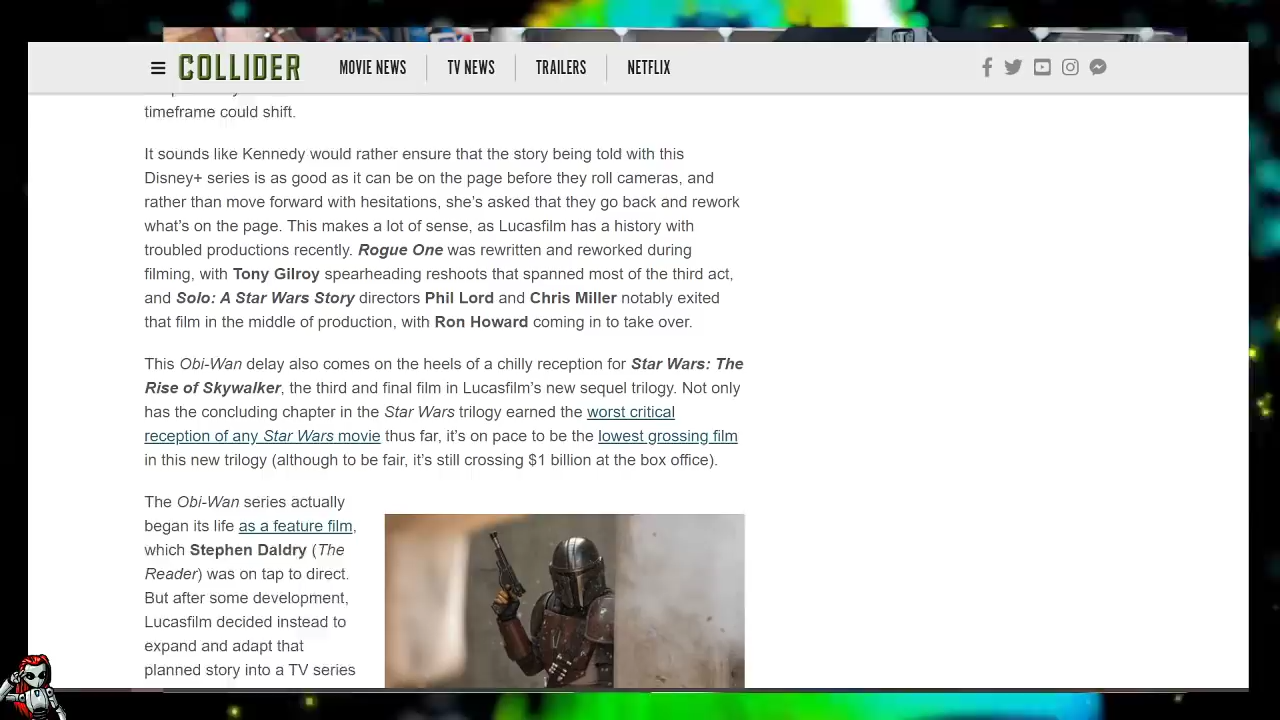 COLLIDER MOVIE NEWS TV NEWS TRAILERS NETFLIX
timeframe could shift.
It sounds like Kennedy would rather ensure that the story being told with this
Disney+ series is as good as it can be on the page before they roll cameras, and
rather than move forward with hesitations, she’s asked that they go back and rework
what’s on the page. This makes a lot of sense, as Lucasfilm has a history with
troubled productions recently. Rogue One was rewritten and reworked during
filming, with Tony Gilroy spearheading reshoots that spanned most of the third act,
and Solo: A Star Wars Story directors Phil Lord and Chris Miller notably exited
that film in the middle of production, with Ron Howard coming in to take over.
This Obi-Wan delay also comes on the heels of a chilly reception for Star Wars: The
Rise of Skywalker, the third and final film in Lucasfilm’s new sequel trilogy. Not only
has the concluding chapter in the Star Wars trilogy earned the worst critical
reception of any Star Wars movie thus far, it’s on pace to be the lowest grossing film
in this new trilogy (although to be fair, it’s still crossing $1 billion at the box office).
The Obi-Wan series actually
began its life as a feature film,
which Stephen Daldry (The
Reader) was on tap to direct.
But after some development,
Lucasfilm decided instead to
expand and adapt that
planned story into a TV series